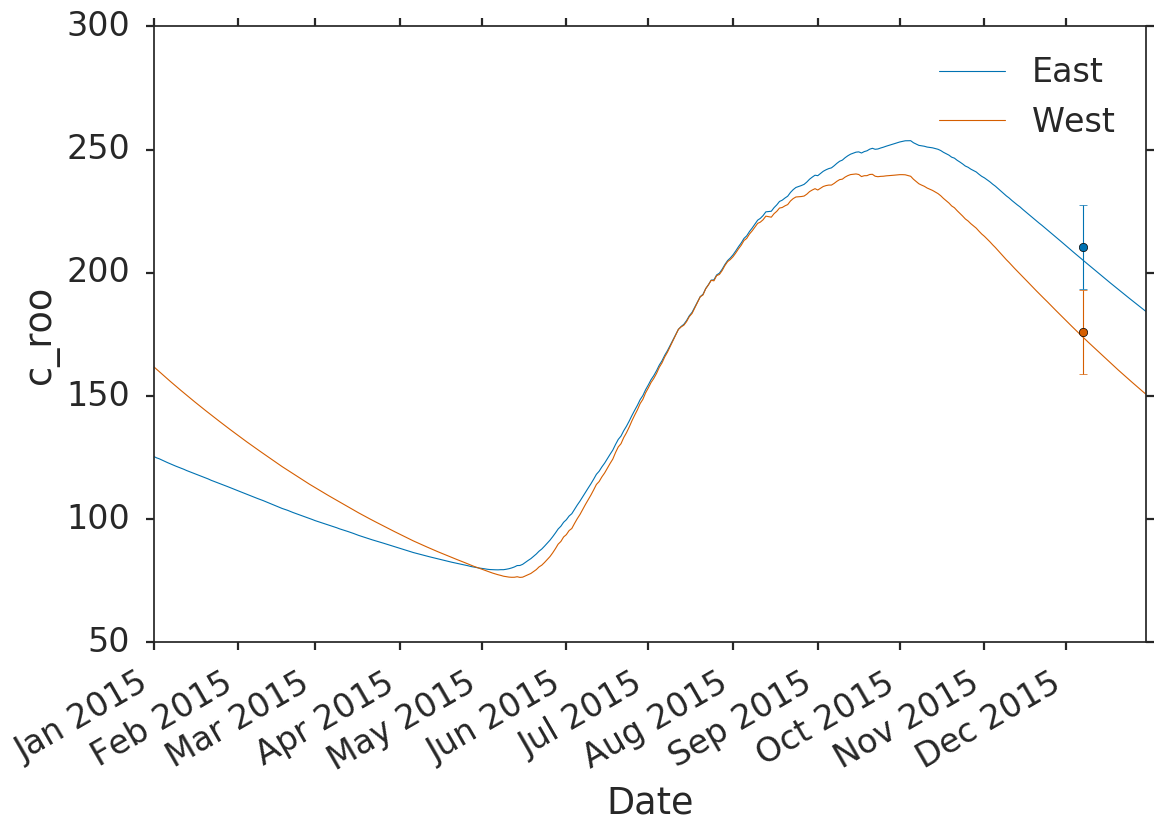 300
250
200
150
100
50
c_roo
East
West
Jan 2015
Feb 2015
Mar 2015
Apr 2015
May 2015
Jun 2015
Jul 2015
Aug 2015
Sep 2015
Oct 2015
Nov 2015
Dec 2015
Date